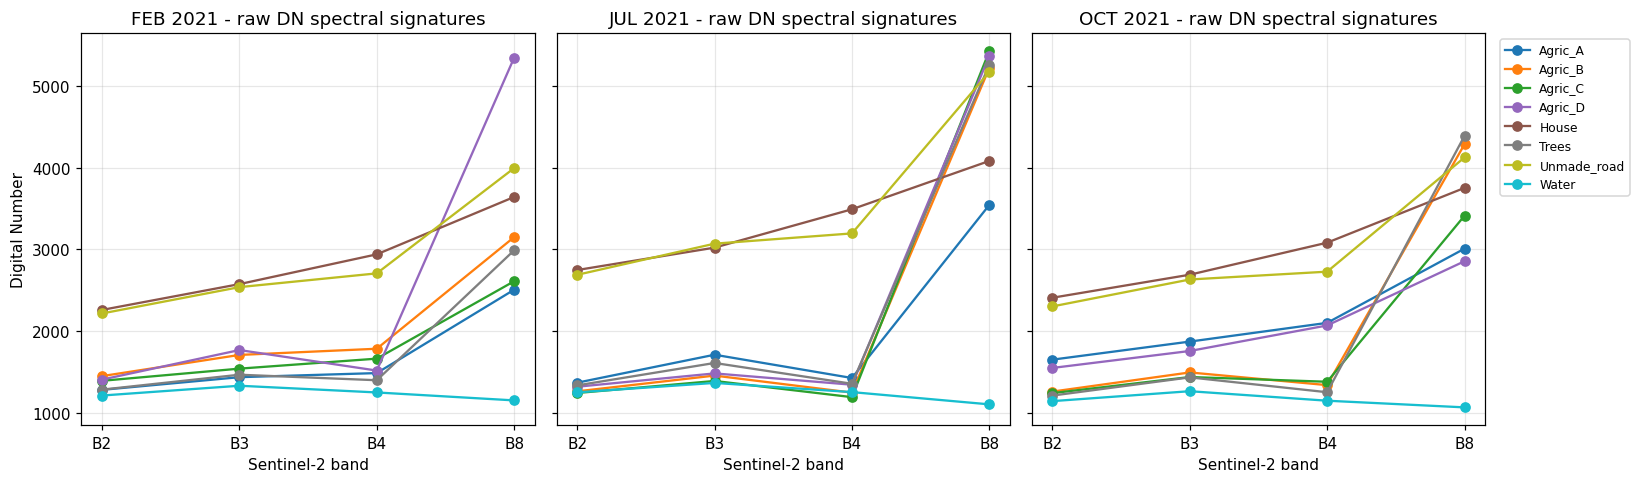 FEB 2021 - raw DN spectral signatures
JUL 2021 - raw DN spectral signatures
OCT 2021 - raw DN spectral signatures
Digital Number
5000
4000
3000
2000
1000
B2 B3 B4 B8
B2 B3 B4 B8
B2 B3 B4 B8
Sentinel-2 band
Sentinel-2 band
Sentinel-2 band
Agric_A
Agric_B
Agric_C
Agric_D
House
Trees
Unmade_road
Water